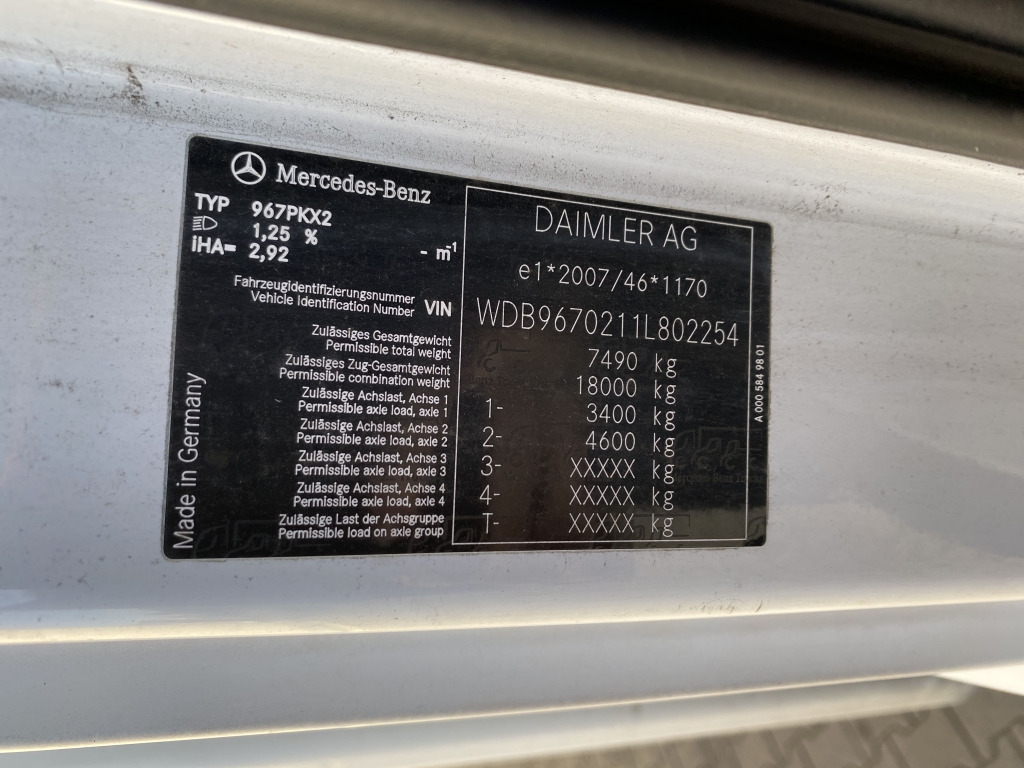 Mercedes-Benz
TYP 967PKX2
1,25 %
iHA= 2,92 - m-1
Fahrzeugidentifizierungsnummer
Vehicle Identification Number VIN
Zulässiges Gesamtgewicht
Permissible total weight
Zulässiges Zug-Gesamtgewicht
Permissible combination weight
Zulässige Achslast, Achse 1
Permissible axle load, axle 1
Zulässige Achslast, Achse 2
Permissible axle load, axle 2
Zulässige Achslast, Achse 3
Permissible axle load, axle 3
Zulässige Achslast, Achse 4
Permissible axle load, axle 4
Zulässige Last der Achsgruppe
Permissible load on axle group
Made in Germany
DAIMLER AG
e1*2007/46*1170
WDB9670211L802254
7490 kg
18000 kg
1- 3400 kg
2- 4600 kg
3- XXXXX kg
4- XXXXX kg
T- XXXXX kg
A 000 584 98 01